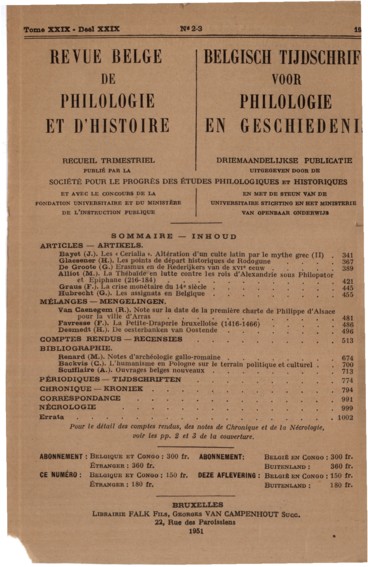 Tome XXIX - Deel XXIX Nº 2-3 15
REVUE BELGE
DE
PHILOLOGIE
ET D'HISTOIRE
BELGISCH TIJDSCHRIF
VOOR
PHILOLOGIE
EN GESCHIEDENI
RECUEIL TRIMESTRIEL
PUBLIÉ PAR LA
DRIEMAANDELIJKSE PUBLICATIE
UITGEGEVEN DOOR DE
SOCIÉTÉ POUR LE PROGRÈS DES ÉTUDES PHILOLOGIQUES ET HISTORIQUES
ET AVEC LE CONCOURS DE LA
FONDATION UNIVERSITAIRE ET DU MINISTÈRE
DE L'INSTRUCTION PUBLIQUE
EN MET DE STEUN VAN DE
UNIVERSITAIRE STICHTING EN HET MINISTERIE
VAN OPENBAAR ONDERWIJS
SOMMAIRE — INHOUD
ARTICLES — ARTIKELS.
Bayet (J.). Les « Cerialia ». Altération d'un culte latin par le mythe grec (II) . 341
Glaesener (H.). Les points de départ historiques de Rodogune 367
De Groote (G.) Erasmus en de Rederijkers van de XVIe eeuw 389
Alliot (M.). La Thébaïde en lutte contre les rois d'Alexandrie sous Philopator
et Épiphane (216-184) 421
Graus (F.). La crise monétaire du 14e siècle 445
Hubrecht (G.). Les assignats en Belgique 455
MÉLANGES — MENGELINGEN.
Van Caenegem (R.). Note sur la date de la première charte de Philippe d'Alsace
pour la ville d'Arras 481
Favresse (F.). La Petite-Draperie bruxelloise (1416-1466) 486
Desmedt (H.). De oesterbanken van Oostende 496
COMPTES RENDUS — RECENSIES 513
BIBLIOGRAPHIE.
Renard (M.). Notes d'archéologie gallo-romaine 674
Backvis (C.). L'humanisme en Pologne sur le terrain politique et culturel . 700
Scufflaire (A.). Ouvrages belges nouveaux 713
PÉRIODIQUES — TIJDSCHRIFTEN 774
CHRONIQUE — KRONIEK 794
CORRESPONDANCE 991
NÉCROLOGIE 999
Errata 1002
Pour le détail des comptes rendus, des notes de Chronique et de la Nécrologie,
voir les pp. 2 et 3 de la couverture.
ABONNEMENT : BELGIQUE ET CONGO : 300 fr.
ÉTRANGER : 360 fr.
CE NUMÉRO : BELGIQUE ET CONGO : 150 fr.
ÉTRANGER : 180 fr.
ABONNEMENT: BELGIË EN CONGO : 300 fr.
BUITENLAND : 360 fr.
DEZE AFLEVERING : BELGIË EN CONGO : 150 fr.
BUITENLAND : 180 fr.
BRUXELLES
LIBRAIRIE FALK FILS, GEORGES VAN CAMPENHOUT SUCC.
22, Rue des Paroissiens
1951